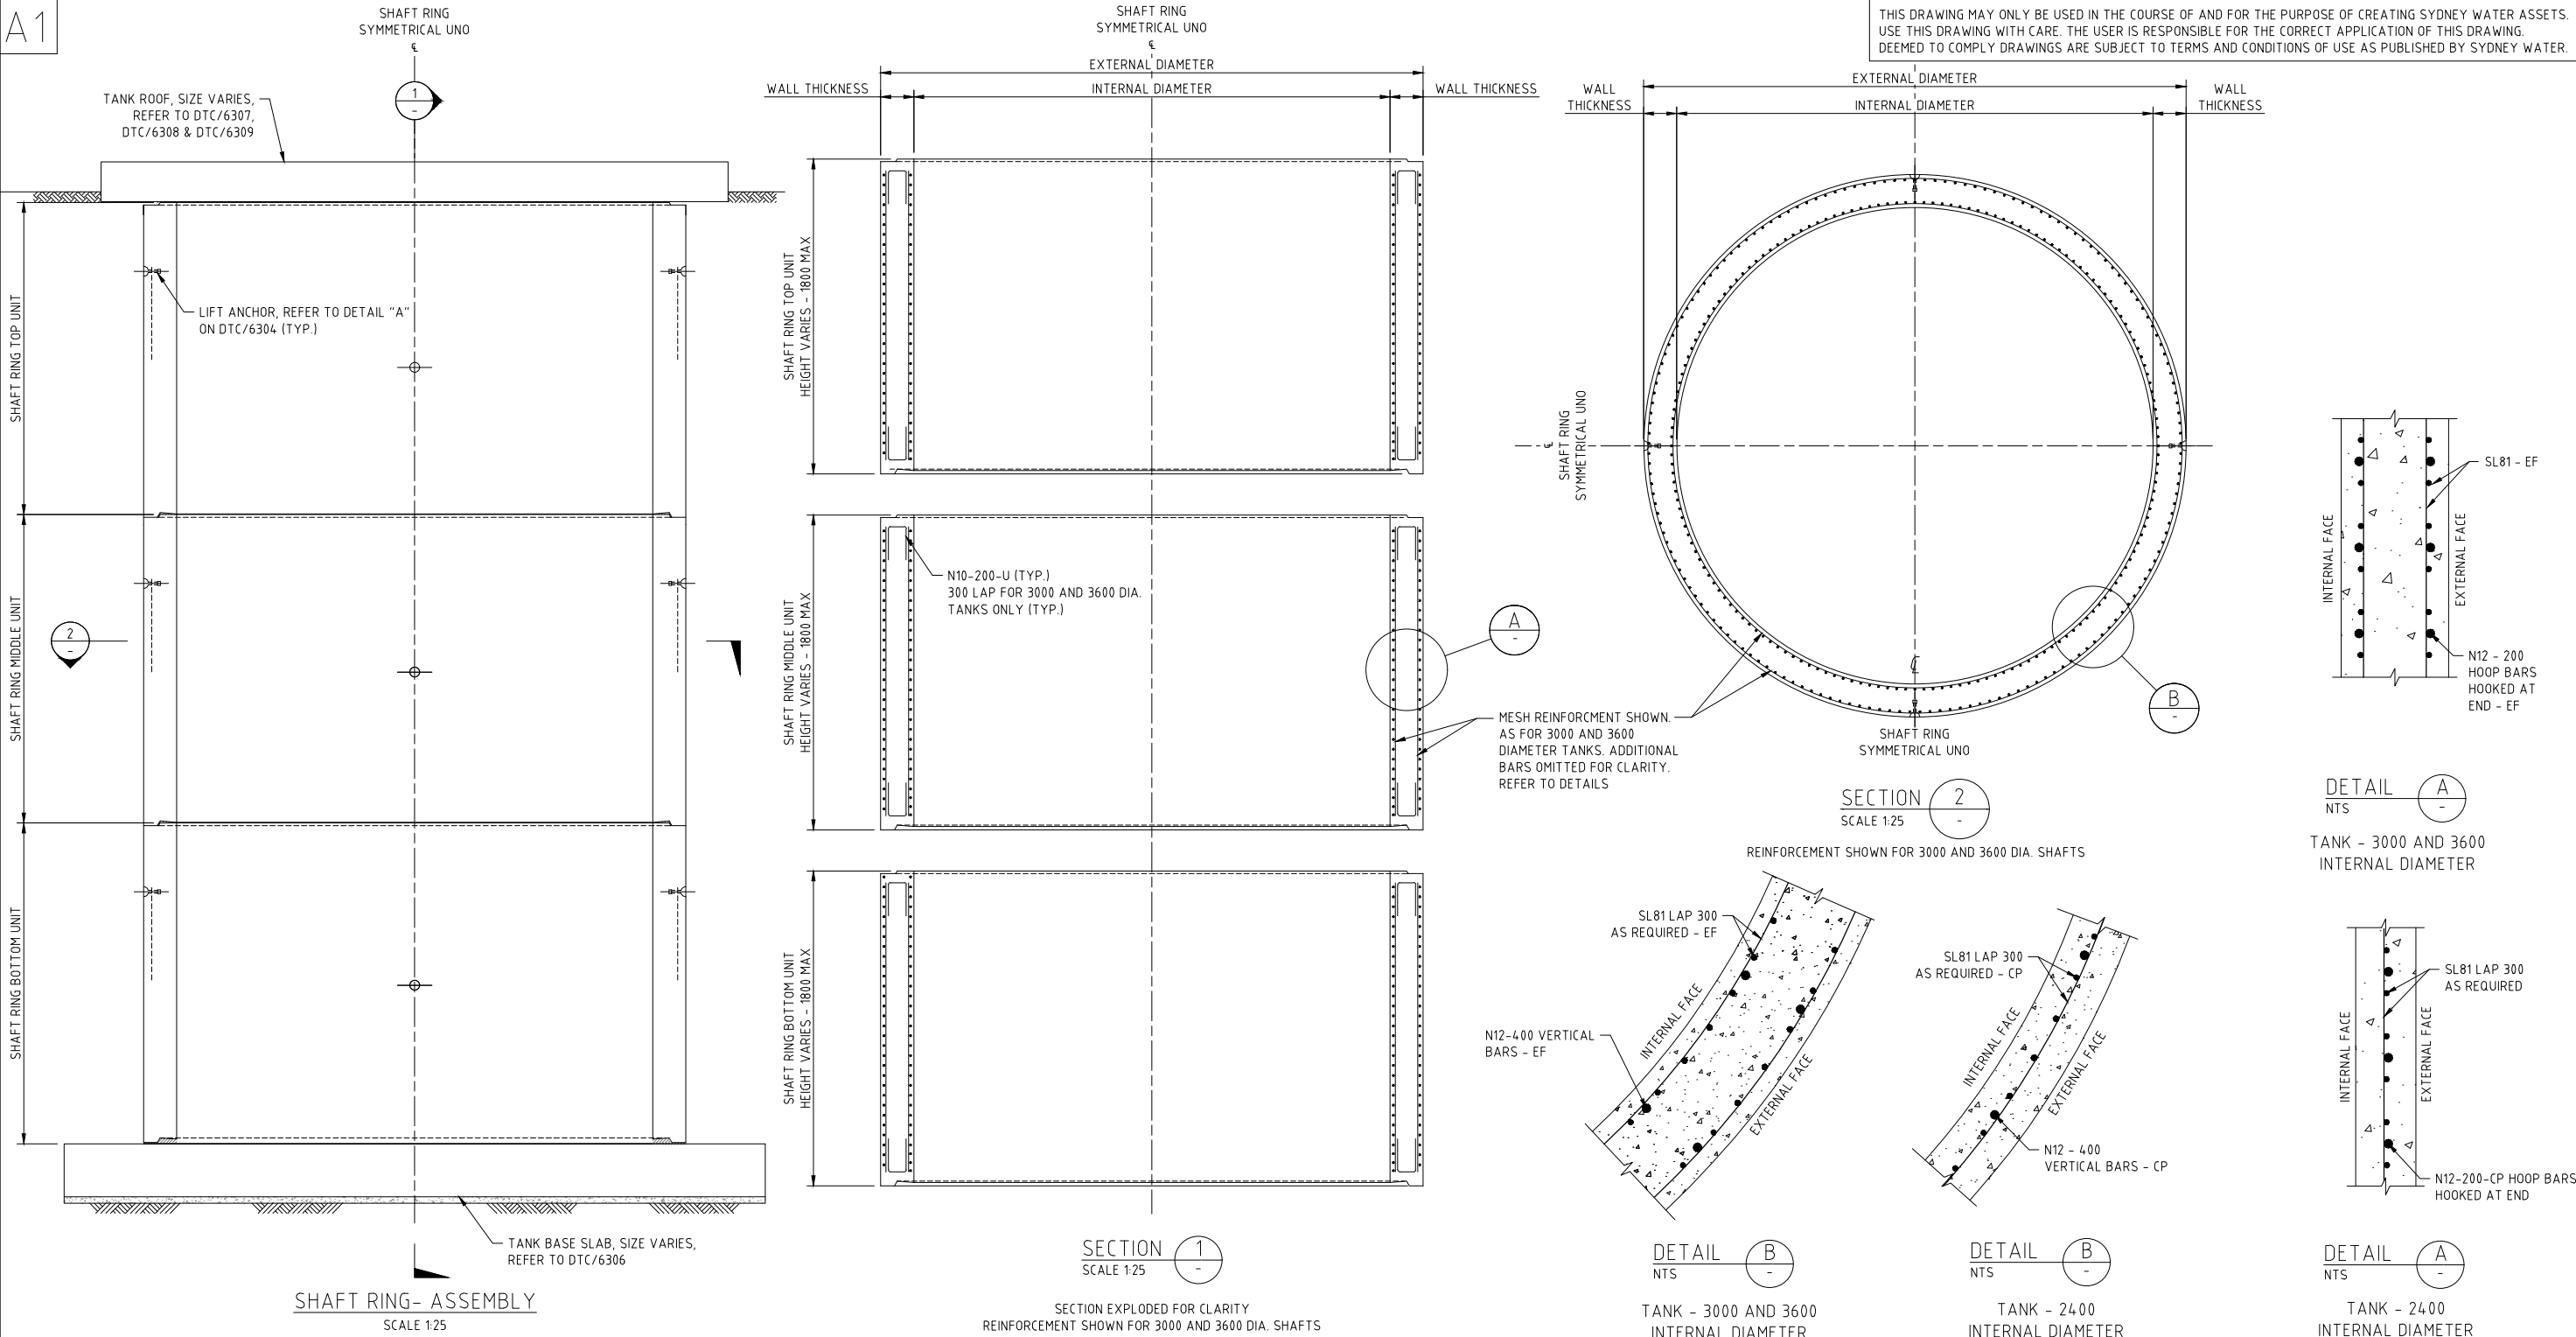 A1
THIS DRAWING MAY ONLY BE USED IN THE COURSE OF AND FOR THE PURPOSE OF CREATING SYDNEY WATER ASSETS.
USE THIS DRAWING WITH CARE. THE USER IS RESPONSIBLE FOR THE CORRECT APPLICATION OF THIS DRAWING.
DEEMED TO COMPLY DRAWINGS ARE SUBJECT TO TERMS AND CONDITIONS OF USE AS PUBLISHED BY SYDNEY WATER.
SHAFT RING
SYMMETRICAL UNO
℄
1
-
TANK ROOF, SIZE VARIES,
REFER TO DTC/6307,
DTC/6308 & DTC/6309
LIFT ANCHOR, REFER TO DETAIL "A"
ON DTC/6304 (TYP.)
SHAFT RING TOP UNIT
SHAFT RING MIDDLE UNIT
SHAFT RING BOTTOM UNIT
2
-
TANK BASE SLAB, SIZE VARIES,
REFER TO DTC/6306
SHAFT RING- ASSEMBLY
SCALE 1:25
SHAFT RING
SYMMETRICAL UNO
℄
EXTERNAL DIAMETER
WALL THICKNESS
INTERNAL DIAMETER
WALL THICKNESS
SHAFT RING TOP UNIT
HEIGHT VARIES - 1800 MAX
SHAFT RING MIDDLE UNIT
HEIGHT VARIES - 1800 MAX
SHAFT RING BOTTOM UNIT
HEIGHT VARIES - 1800 MAX
N10-200-U (TYP.)
300 LAP FOR 3000 AND 3600 DIA.
TANKS ONLY (TYP.)
A
-
MESH REINFORCMENT SHOWN.
AS FOR 3000 AND 3600
DIAMETER TANKS. ADDITIONAL
BARS OMITTED FOR CLARITY.
REFER TO DETAILS
SECTION 1
SCALE 1:25 -
SECTION EXPLODED FOR CLARITY
REINFORCEMENT SHOWN FOR 3000 AND 3600 DIA. SHAFTS
EXTERNAL DIAMETER
WALL
THICKNESS
INTERNAL DIAMETER
WALL
THICKNESS
℄
SHAFT RING
SYMMETRICAL UNO
℄
SHAFT RING
SYMMETRICAL UNO
B
-
SECTION 2
SCALE 1:25 -
REINFORCEMENT SHOWN FOR 3000 AND 3600 DIA. SHAFTS
INTERNAL FACE
EXTERNAL FACE
SL81 - EF
N12 - 200
HOOP BARS
HOOKED AT
END - EF
DETAIL A
NTS -
TANK - 3000 AND 3600
INTERNAL DIAMETER
SL81 LAP 300
AS REQUIRED - EF
N12-400 VERTICAL
BARS - EF
INTERNAL FACE
EXTERNAL FACE
DETAIL B
NTS -
TANK - 3000 AND 3600
INTERNAL DIAMETER
SL81 LAP 300
AS REQUIRED - CP
INTERNAL FACE
EXTERNAL FACE
N12 - 400
VERTICAL BARS - CP
DETAIL B
NTS -
TANK - 2400
INTERNAL DIAMETER
INTERNAL FACE
EXTERNAL FACE
SL81 LAP 300
AS REQUIRED
N12-200-CP HOOP BARS
HOOKED AT END
DETAIL A
NTS -
TANK - 2400
INTERNAL DIAMETER